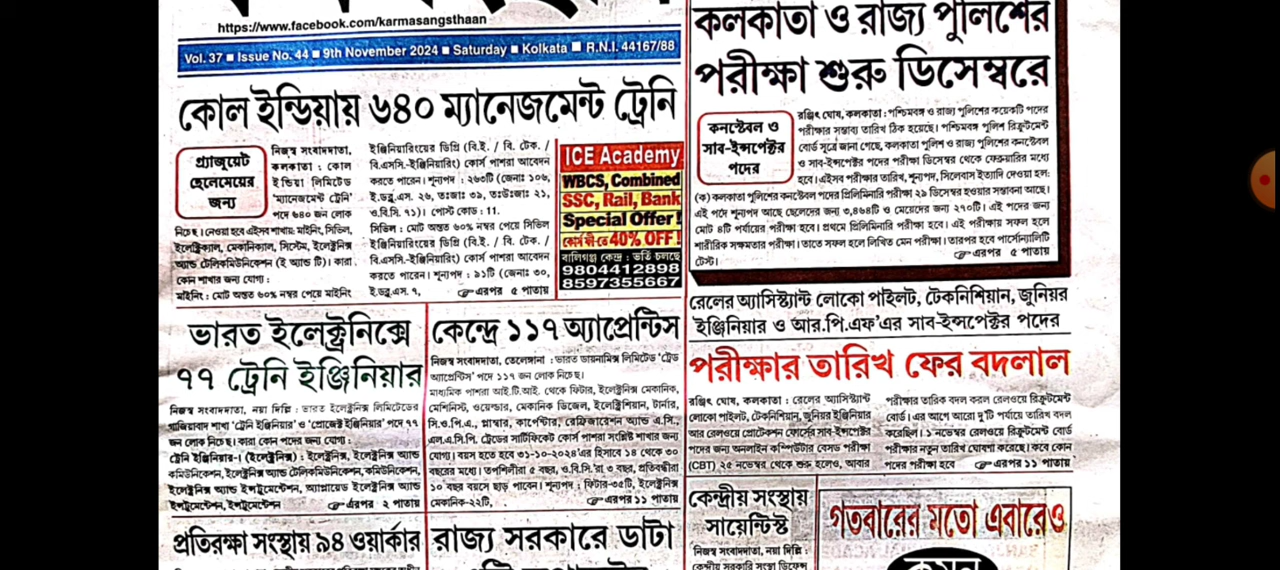 https://www.facebook.com/karmasangsthaan
Vol. 37 ■ Issue No. 44 ■ 9th November 2024 ■ Saturday ■ Kolkata ■ R.N.I. 44167/88
কোল ইন্ডিয়ায় ৬৪০ ম্যানেজমেন্ট ট্রেনি
গ্র্যাজুয়েট
ছেলেমেয়ের
জন্য
নিজস্ব সংবাদদাতা,
কলকাতা : কোল
ইন্ডিয়া লিমিটেড
'ম্যানেজমেন্ট ট্রেনি'
পদে ৬৪০ জন লোক
নিচ্ছে। নেওয়া হবে এইসব শাখায়: মাইনিং, সিভিল,
ইলেক্ট্রিক্যাল, মেকানিক্যাল, সিস্টেম, ইলেক্ট্রনিক্স
অ্যান্ড টেলিকমিউনিকেশন (ই অ্যান্ড টি)। কারা
কোন শাখার জন্য যোগ্য :
মাইনিং : মোট অন্তত ৬০% নম্বর পেয়ে মাইনিং
ইঞ্জিনিয়ারিংয়ের ডিগ্রি (বি.ই. / বি. টেক. /
বি.এসসি-ইঞ্জিনিয়ারিং) কোর্স পাশরা আবেদন
করতে পারেন। শূন্যপদ : ২৬৩টি (জেনাঃ ১০৬,
ই.ডব্লু.এস. ২৬, তঃজাঃ ৩৯, তঃউঃজাঃ ২১,
ও.বি.সি. ৭১)। পোস্ট কোড : 11.
সিভিল : মোট অন্তত ৬০% নম্বর পেয়ে সিভিল
ইঞ্জিনিয়ারিংয়ের ডিগ্রি (বি.ই. / বি. টেক. /
বি.এসসি-ইঞ্জিনিয়ারিং) কোর্স পাশরা আবেদন
করতে পারেন। শূন্যপদ : ৯১টি (জেনাঃ ৩০,
ই.ডব্লু.এস. ৭, ☞এরপর ৫ পাতায়
ICE Academy
WBCS, Combined
SSC, Rail, Bank
Special Offer !
কোর্স ফী-তে 40% OFF !
বালিগঞ্জ কেন্দ্রে : ভর্তি চলছে
9804412898
8597355667
কলকাতা ও রাজ্য পুলিশের
পরীক্ষা শুরু ডিসেম্বরে
কনস্টেবল ও
সাব-ইন্সপেক্টর
পদের
রঞ্জিৎ ঘোষ, কলকাতা : পশ্চিমবঙ্গ ও রাজ্য পুলিশের কয়েকটি পদের
পরীক্ষার সম্ভাব্য তারিখ ঠিক হয়েছে। পশ্চিমবঙ্গ পুলিশ রিক্রুটমেন্ট
বোর্ড সূত্রে জানা গেছে, কলকাতা পুলিশ ও রাজ্য পুলিশের কনস্টেবল
ও সাব-ইন্সপেক্টর পদের পরীক্ষা ডিসেম্বর থেকে ফেব্রুয়ারির মধ্যে
হবে। এইসব পরীক্ষার তারিখ, শূন্যপদ, সিলেবাস ইত্যাদি দেওয়া হল:
(ক) কলকাতা পুলিশের কনস্টেবল পদের প্রিলিমিনারি পরীক্ষা ২৯ ডিসেম্বর হওয়ার সম্ভাবনা আছে।
এই পদে শূন্যপদ আছে ছেলেদের জন্য ৩,৪৬৪টি ও মেয়েদের জন্য ২৭০টি। এই পদের জন্য
মোট ৪টি পর্যায়ের পরীক্ষা হবে। প্রথমে প্রিলিমিনারি পরীক্ষা হবে। এই পরীক্ষায় সফল হলে
শারীরিক সক্ষমতার পরীক্ষা। তাতে সফল হলে লিখিত মেন পরীক্ষা। তারপর হবে পার্সোন্যালিটি
টেস্ট। ☞এরপর ৫ পাতায়
রেলের অ্যাসিস্ট্যান্ট লোকো পাইলট, টেকনিশিয়ান, জুনিয়র
ইঞ্জিনিয়ার ও আর.পি.এফ'এর সাব-ইন্সপেক্টর পদের
পরীক্ষার তারিখ ফের বদলাল
রঞ্জিৎ ঘোষ, কলকাতা : রেলের অ্যাসিস্ট্যান্ট
লোকো পাইলট, টেকনিশিয়ান, জুনিয়র ইঞ্জিনিয়ার
আর রেলওয়ে প্রোটেকশন ফোর্সের সাব-ইন্সপেক্টর
পদের জন্য অনলাইন কম্পিউটার বেসড পরীক্ষা
(CBT) ২৫ নভেম্বর থেকে শুরু হলেও, আবার
পরীক্ষার তারিখ বদল করল রেলওয়ে রিক্রুটমেন্ট
বোর্ড। এর আগে আরো দু'টি পর্যায়ে তারিখ বদল
করেছিল। ১ নভেম্বর রেলওয়ে রিক্রুটমেন্ট বোর্ড
পরীক্ষার নতুন তারিখ ঘোষণা করেছে। কবে কোন
পদের পরীক্ষা হবে ☞এরপর ১১ পাতায়
ভারত ইলেক্ট্রনিক্সে
৭৭ ট্রেনি ইঞ্জিনিয়ার
নিজস্ব সংবাদদাতা, নয়া দিল্লি : ভারত ইলেক্ট্রনিক্স লিমিটেডের
গাজিয়াবাদ শাখা 'ট্রেনি ইঞ্জিনিয়ার' ও 'প্রোজেক্ট ইঞ্জিনিয়ার' পদে ৭৭
জন লোক নিচ্ছে। কারা কোন পদের জন্য যোগ্য :
ট্রেনি ইঞ্জিনিয়ার-I (ইলেক্ট্রনিক্স) : ইলেক্ট্রনিক্স, ইলেক্ট্রনিক্স অ্যান্ড
কমিউনিকেশন, ইলেক্ট্রনিক্স অ্যান্ড টেলিকমিউনিকেশন, কমিউনিকেশন,
ইলেক্ট্রনিক্স অ্যান্ড ইন্সট্রুমেন্টেশন, অ্যাপ্লায়েড ইলেক্ট্রনিক্স অ্যান্ড
ইন্সট্রুমেন্টেশন, ইন্সট্রুমেন্টেশন ☞এরপর ২ পাতায়
কেন্দ্রে ১১৭ অ্যাপ্রেন্টিস
নিজস্ব সংবাদদাতা, তেলেঙ্গানা : ভারত ডায়নামিক্স লিমিটেড 'ট্রেড
অ্যাপ্রেন্টিস' পদে ১১৭ জন লোক নিচ্ছে।
মাধ্যমিক পাশরা আই.টি.আই. থেকে ফিটার, ইলেক্ট্রনিক্স মেকানিক,
মেশিনিস্ট, ওয়েল্ডার, মেকানিক ডিজেল, ইলেক্ট্রিশিয়ান, টার্নার,
সি.ও.পি.এ., প্লাম্বার, কার্পেন্টার, রেফ্রিজারেশন অ্যান্ড এ.সি.,
এল.এ.সি.পি. ট্রেডের সার্টিফিকেট কোর্স পাশরা সংশ্লিষ্ট শাখার জন্য
যোগ্য। বয়স হতে হবে ৩১-১০-২০২৪'এর হিসাবে ১৪ থেকে ৩০
বছরের মধ্যে। তপশিলীরা ৫ বছর, ও.বি.সি.'রা ৩ বছর, প্রতিবন্ধীরা
১০ বছর বয়সে ছাড় পাবেন। শূন্যপদ : ফিটার-৩৫টি, ইলেক্ট্রনিক্স
মেকানিক-২২টি, ☞এরপর ১১ পাতায়
প্রতিরক্ষা সংস্থায় ৯৪ ওয়ার্কার
রাজ্য সরকারে ডাটা
কেন্দ্রীয় সংস্থায়
সায়েন্টিস্ট
নিজস্ব সংবাদদাতা, নয়া দিল্লি :
কেন্দ্রীয় সরকারি সংস্থা ডিফেন্স
গতবারের মতো এবারেও